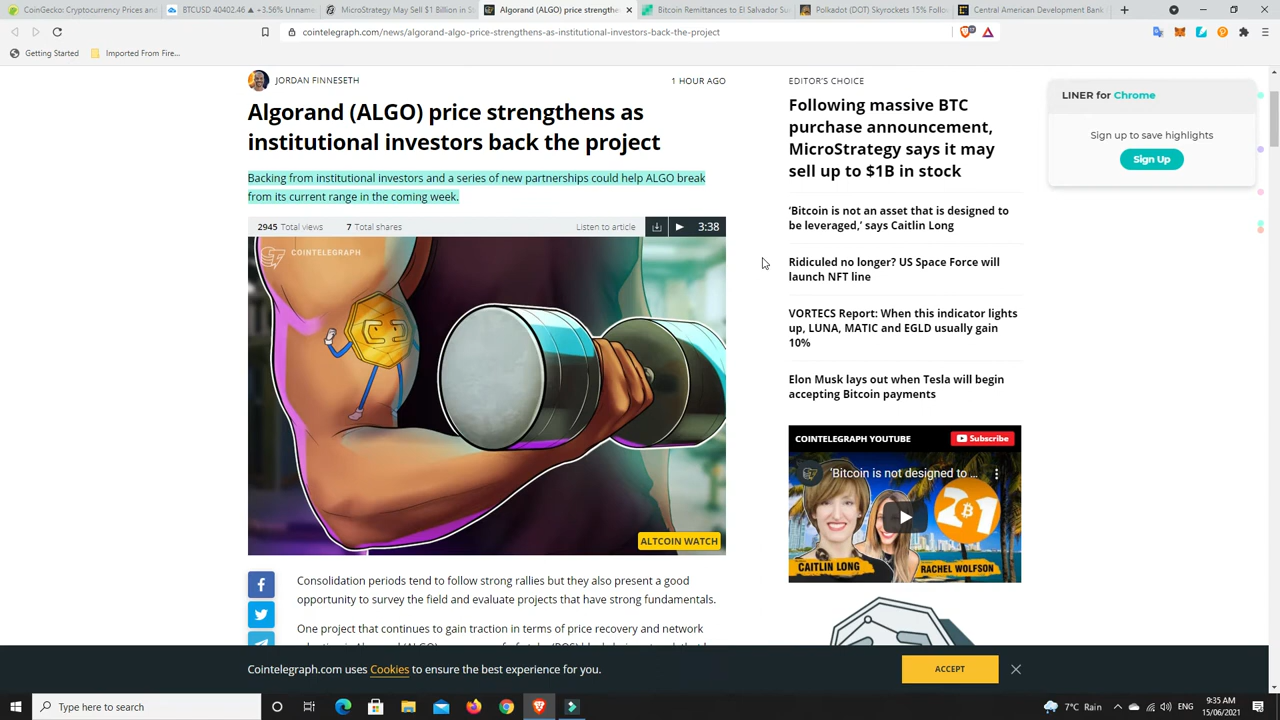 CoinGecko: Cryptocurrency Prices and
BTCUSD 40402.46 ▲ +3.56% Unnamed
MicroStrategy May Sell $1 Billion in St
Algorand (ALGO) price strengthe
Bitcoin Remittances to El Salvador Su
Polkadot (DOT) Skyrockets 15% Follo
Central American Development Bank
cointelegraph.com/news/algorand-algo-price-strengthens-as-institutional-investors-back-the-project
Getting Started
Imported From Fire...
JORDAN FINNESETH
1 HOUR AGO
Algorand (ALGO) price strengthens as
institutional investors back the project
Backing from institutional investors and a series of new partnerships could help ALGO break
from its current range in the coming week.
2945 Total views
7 Total shares
Listen to article
3:38
COINTELEGRAPH
ALTCOIN WATCH
Consolidation periods tend to follow strong rallies but they also present a good
opportunity to survey the field and evaluate projects that have strong fundamentals.
One project that continues to gain traction in terms of price recovery and network
EDITOR'S CHOICE
Following massive BTC
purchase announcement,
MicroStrategy says it may
sell up to $1B in stock
‘Bitcoin is not an asset that is designed to
be leveraged,’ says Caitlin Long
Ridiculed no longer? US Space Force will
launch NFT line
VORTECS Report: When this indicator lights
up, LUNA, MATIC and EGLD usually gain
10%
Elon Musk lays out when Tesla will begin
accepting Bitcoin payments
COINTELEGRAPH YOUTUBE
Subscribe
'Bitcoin is not designed to ...
21
CAITLIN LONG
RACHEL WOLFSON
LINER for Chrome
Sign up to save highlights
Sign Up
Cointelegraph.com uses Cookies to ensure the best experience for you.
ACCEPT
Type here to search
7°C Rain
ENG
9:35 AM
15/06/2021